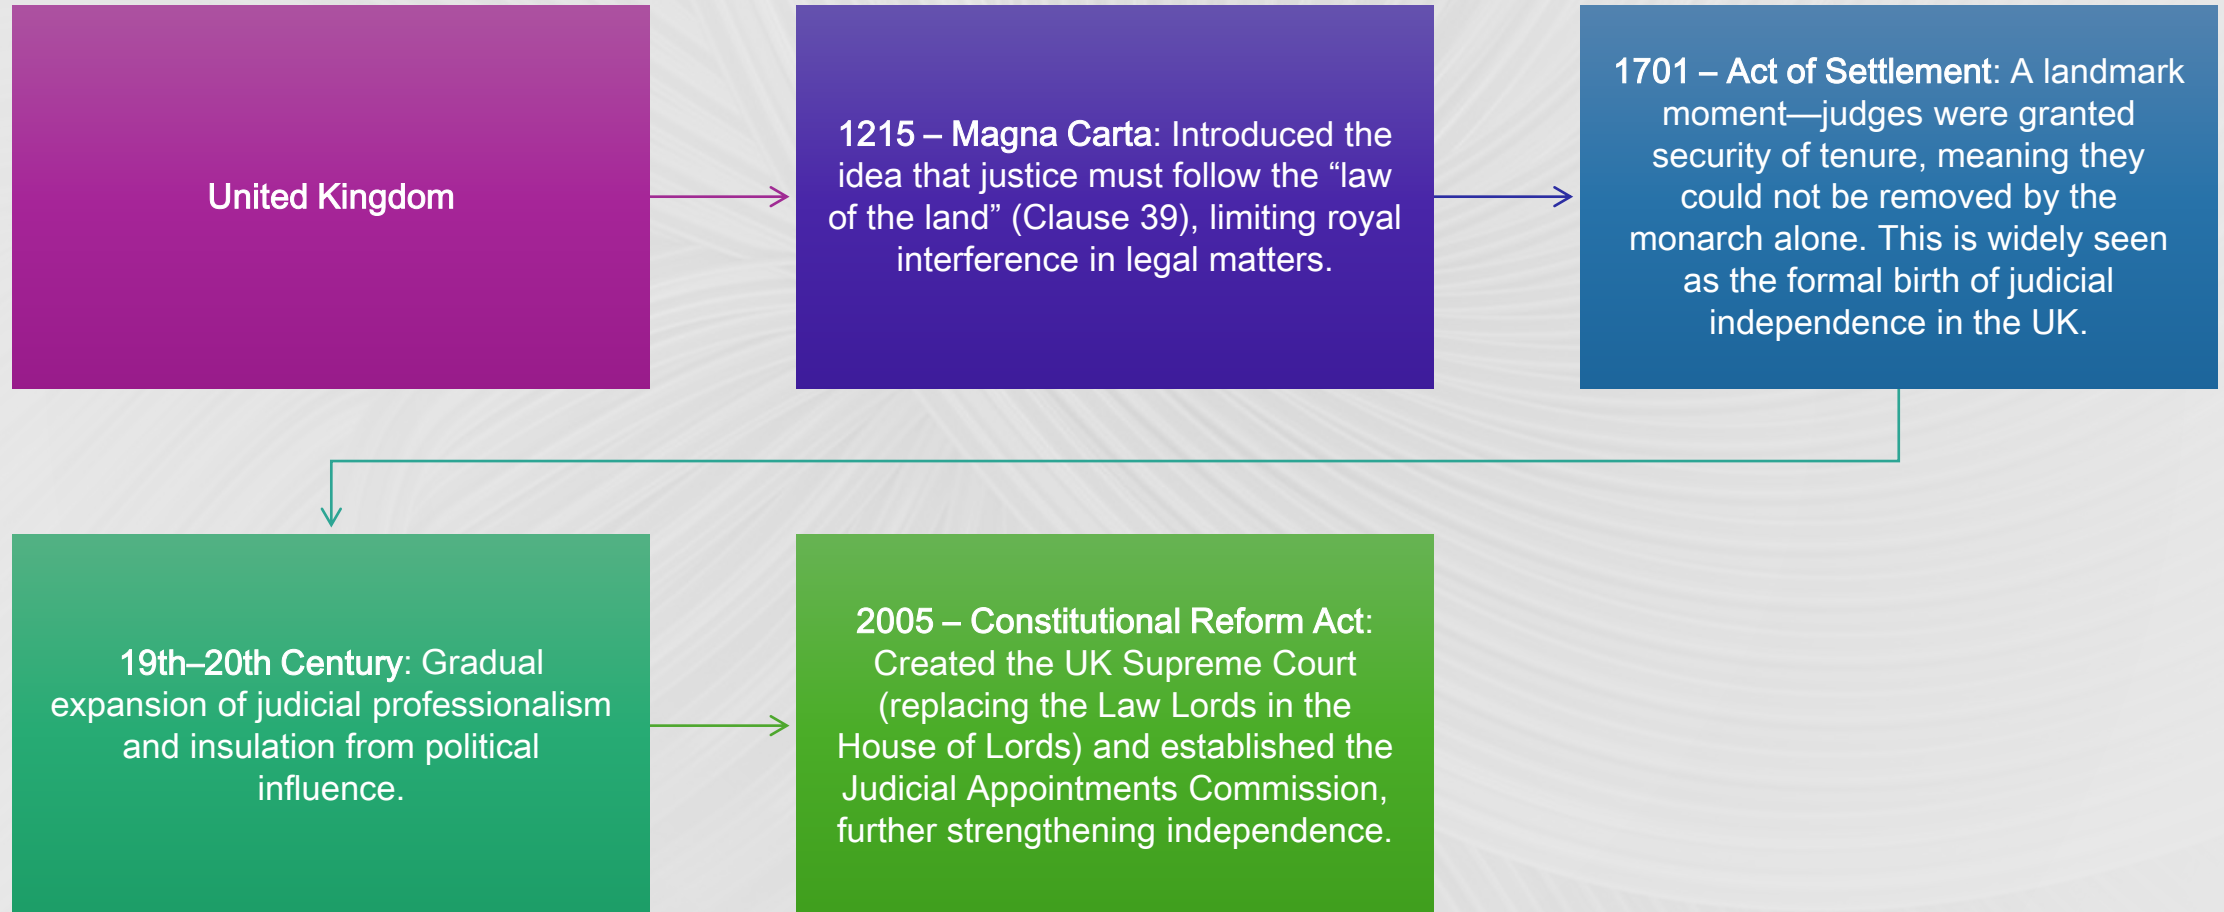 United Kingdom
1215 – Magna Carta: Introduced the
idea that justice must follow the “law
of the land” (Clause 39), limiting royal
interference in legal matters.
1701 – Act of Settlement: A landmark
moment—judges were granted
security of tenure, meaning they
could not be removed by the
monarch alone. This is widely seen
as the formal birth of judicial
independence in the UK.
19th–20th Century: Gradual
expansion of judicial professionalism
and insulation from political
influence.
2005 – Constitutional Reform Act:
Created the UK Supreme Court
(replacing the Law Lords in the
House of Lords) and established the
Judicial Appointments Commission,
further strengthening independence.